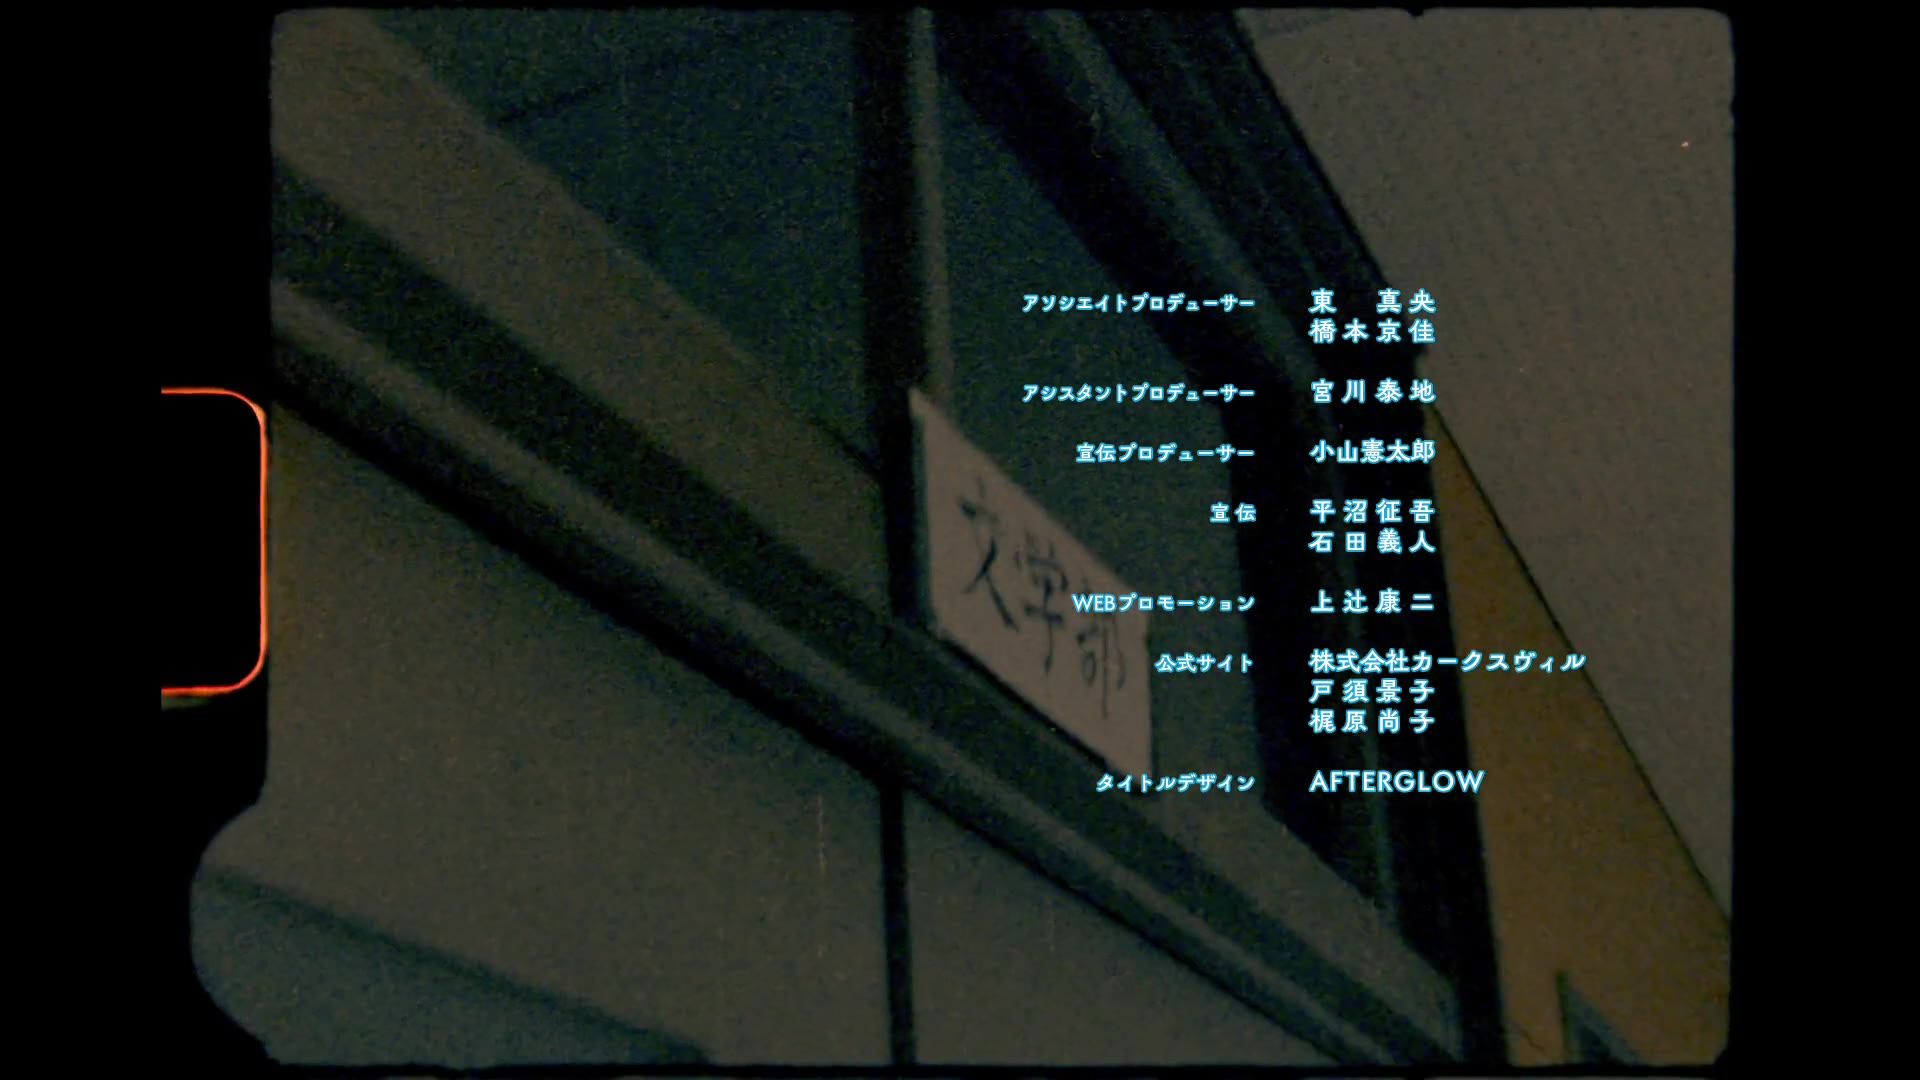 アソシエイトプロデューサー 東 真央
橋本京佳
アシスタントプロデューサー 宮川泰地
宣伝プロデューサー 小山憲太郎
宣伝 平沼征吾
石田義人
WEBプロモーション 上辻康二
公式サイト 株式会社カークスヴィル
戸須景子
梶原尚子
タイトルデザイン AFTERGLOW
文学部